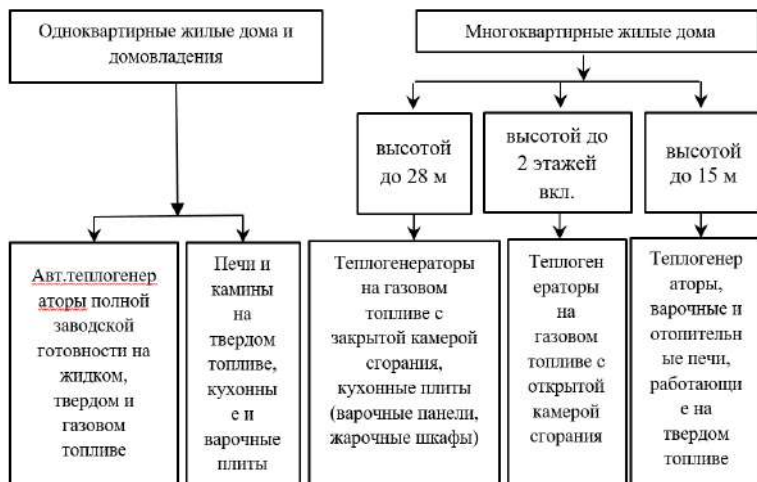 Одноквартирные жилые дома и
домовладения
Многоквартирные жилые дома
высотой
до 28 м
высотой до
2 этажей
вкл.
высотой
до 15 м
Авт.теплогенер
аторы полной
заводской
готовности на
жидком,
твердом и
газовом
топливе
Печи и
камины
на
твердом
топливе,
кухонны
е и
варочные
плиты
Теплогенераторы
на газовом
топливе с
закрытой камерой
сгорания,
кухонные плиты
(варочные панели,
жарочные шкафы)
Теплоген
ераторы
на
газовом
топливе с
открытой
камерой
сгорания
Теплогенер
аторы,
варочные и
отопительн
ые печи,
работающи
е на
твердом
топливе